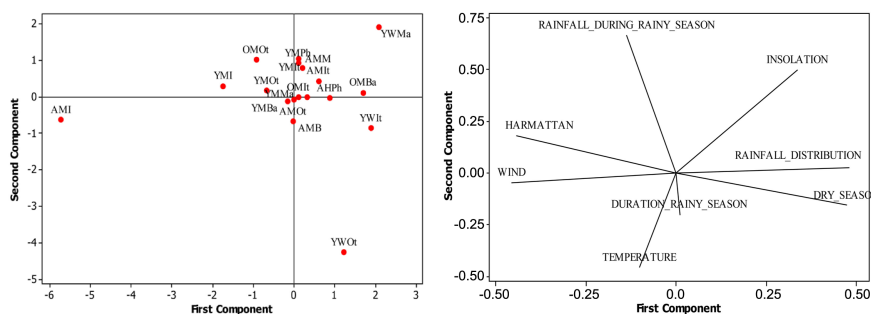 2
1
0
-1
-2
-3
-4
-5
Second Component
YWMa
OMOt
YMPh
AMM
YMIt
AMIt
YMI
YMOt
OMIt
OMBa
YMMa
AHPh
YMBa
AMOt
AMI
AMB
YWIt
YWOt
-6
-5
-4
-3
-2
-1
0
1
2
3
First Component
0.75
0.50
0.25
0.00
-0.25
-0.50
Second Component
RAINFALL_DURING_RAINY_SEASON
INSOLATION
HARMATTAN
RAINFALL_DISTRIBUTION
WIND
DRY_SEASO
DURATION_RAINY_SEASON
TEMPERATURE
-0.50
-0.25
0.0
0.25
0.50
First Component